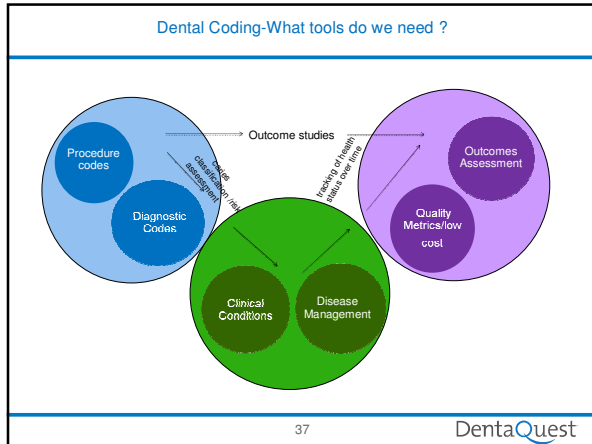 Dental Coding-What tools do we need ?
Outcome studies
Procedure
codes
Diagnostic
Codes
codes
classification /risk
assessment
tracking of health
status over time
Outcomes
Assessment
Quality
Metrics/low
cost
Clinical
Conditions
Disease
Management
37
DentaQuest